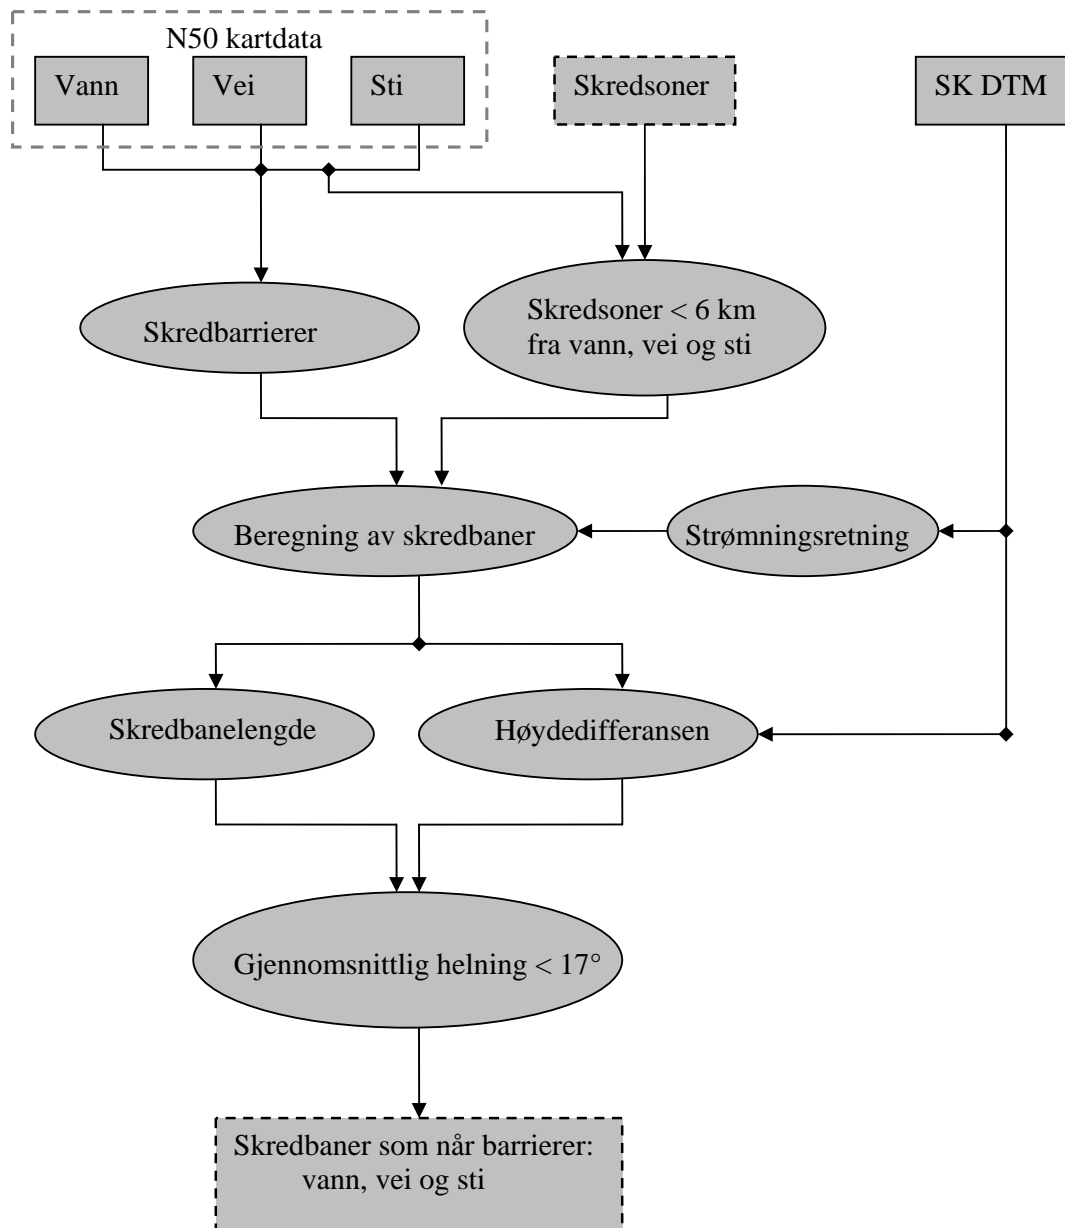 N50 kartdata
Vann
Vei
Sti
Skredsoner
SK DTM
Skredbarrierer
Skredsoner < 6 km
fra vann, vei og sti
Beregning av skredbaner
Strømningsretning
Skredbanelengde
Høydedifferansen
Gjennomsnittlig helning < 17°
Skredbaner som når barrierer:
vann, vei og sti